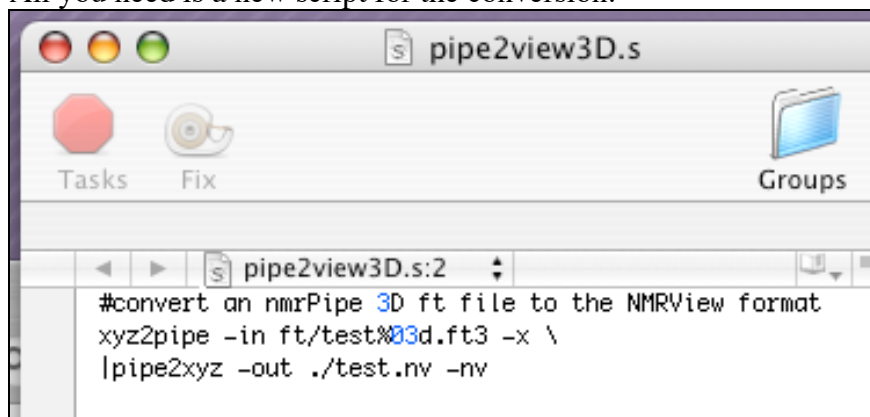 All you need is a new script for the conversion.
pipe2view3D.s
Tasks Fix Groups
pipe2view3D.s:2
#convert an nmrPipe 3D ft file to the NMRView format
xyz2pipe -in ft/test%03d.ft3 -x \
|pipe2xyz -out ./test.nv -nv